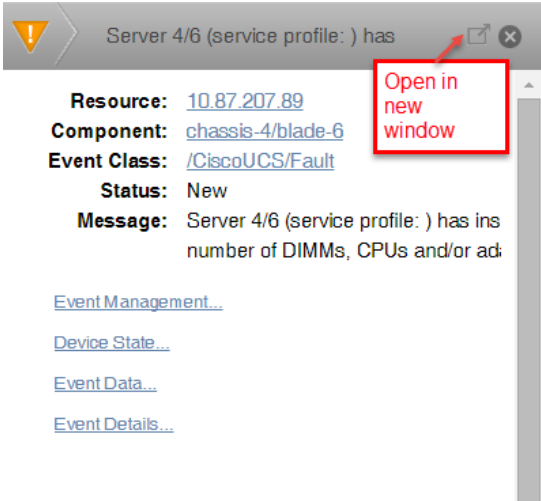 Server 4/6 (service profile: ) has
Open in
new
window
Resource: 10.87.207.89
Component: chassis-4/blade-6
Event Class: /CiscoUCS/Fault
Status: New
Message: Server 4/6 (service profile: ) has ins
number of DIMMs, CPUs and/or ada
Event Management...
Device State...
Event Data...
Event Details...